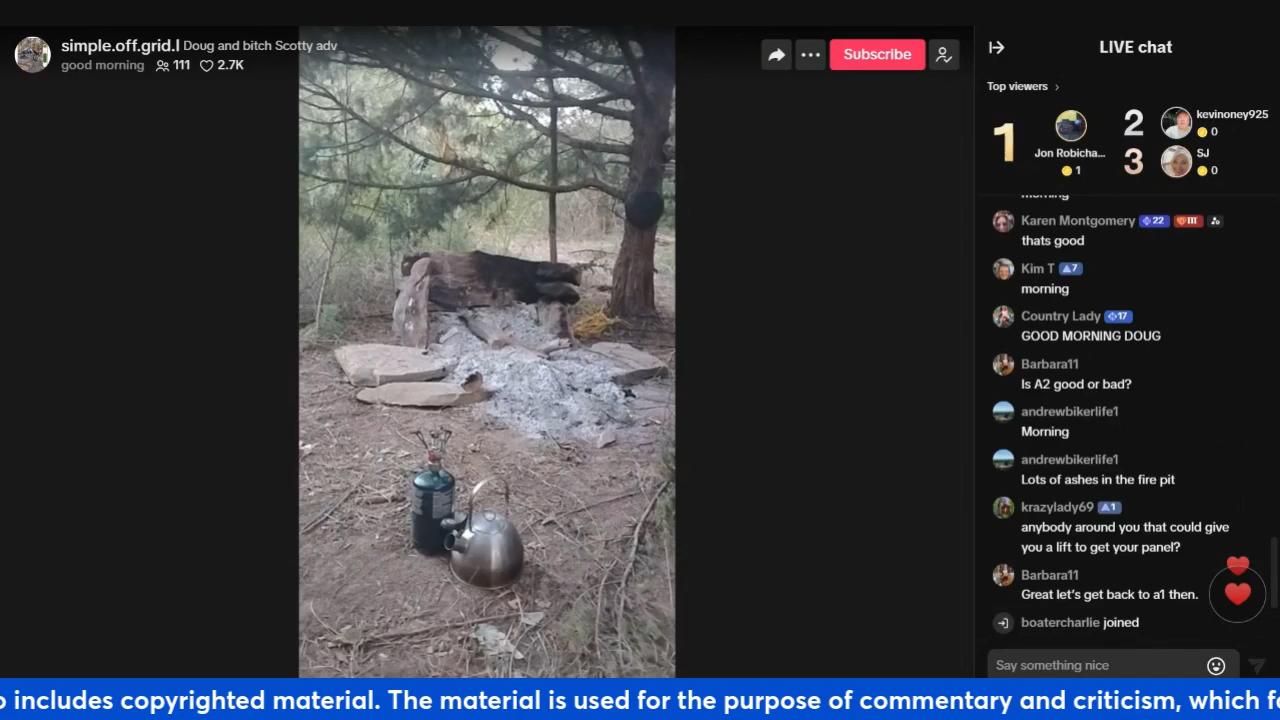 simple.off.grid.l Doug and bitch Scotty adv
good morning 111 2.7K
Subscribe
LIVE chat
Top viewers >
1
Jon Robicha...
1
2
kevinoney925
0
3
SJ
0
morning
Karen Montgomery 22 III
thats good
Kim T 7
morning
Country Lady 17
GOOD MORNING DOUG
Barbara11
Is A2 good or bad?
andrewbikerlife1
Morning
andrewbikerlife1
Lots of ashes in the fire pit
krazylady69 1
anybody around you that could give
you a lift to get your panel?
Barbara11
Great let's get back to a1 then.
boatercharlie joined
Say something nice
o includes copyrighted material. The material is used for the purpose of commentary and criticism, which f